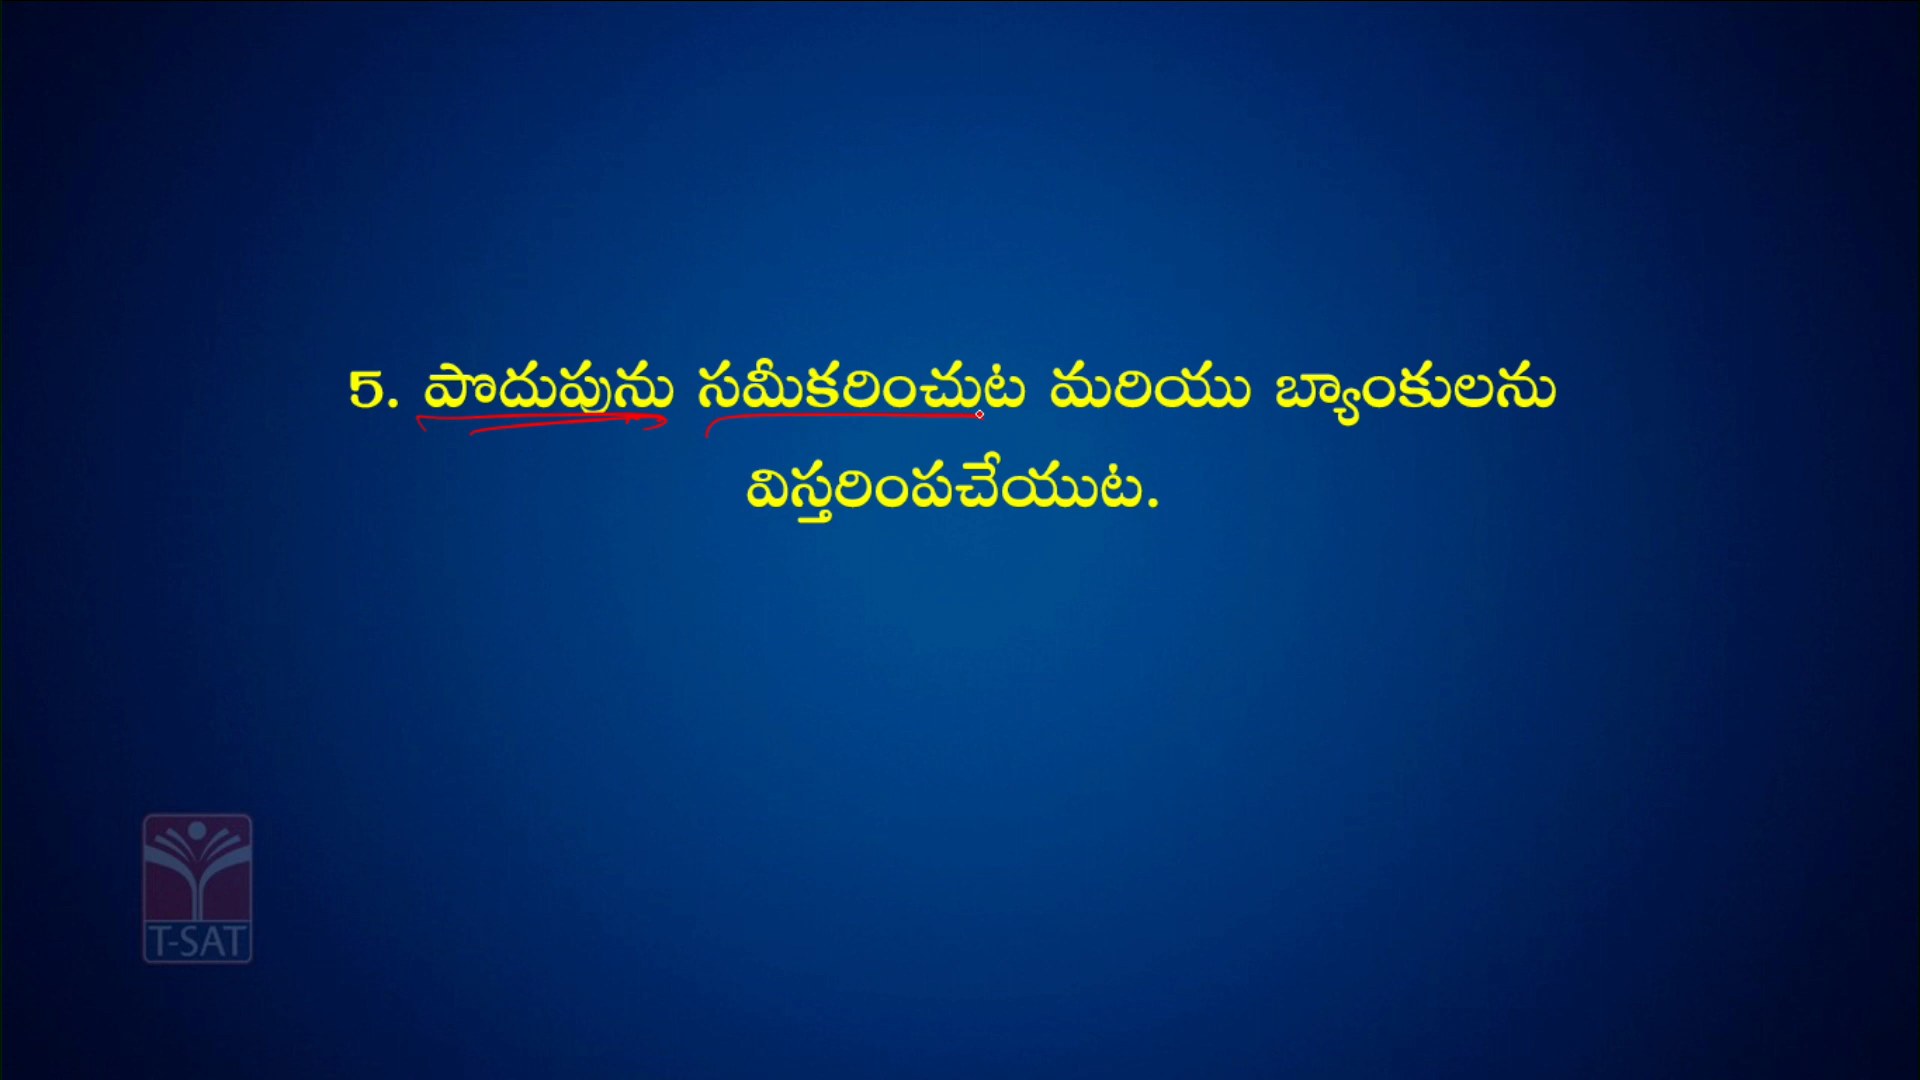 5. పొదుపును సమీకరించుట మరియు బ్యాంకులను
విస్తరింపచేయుట.
T-SAT